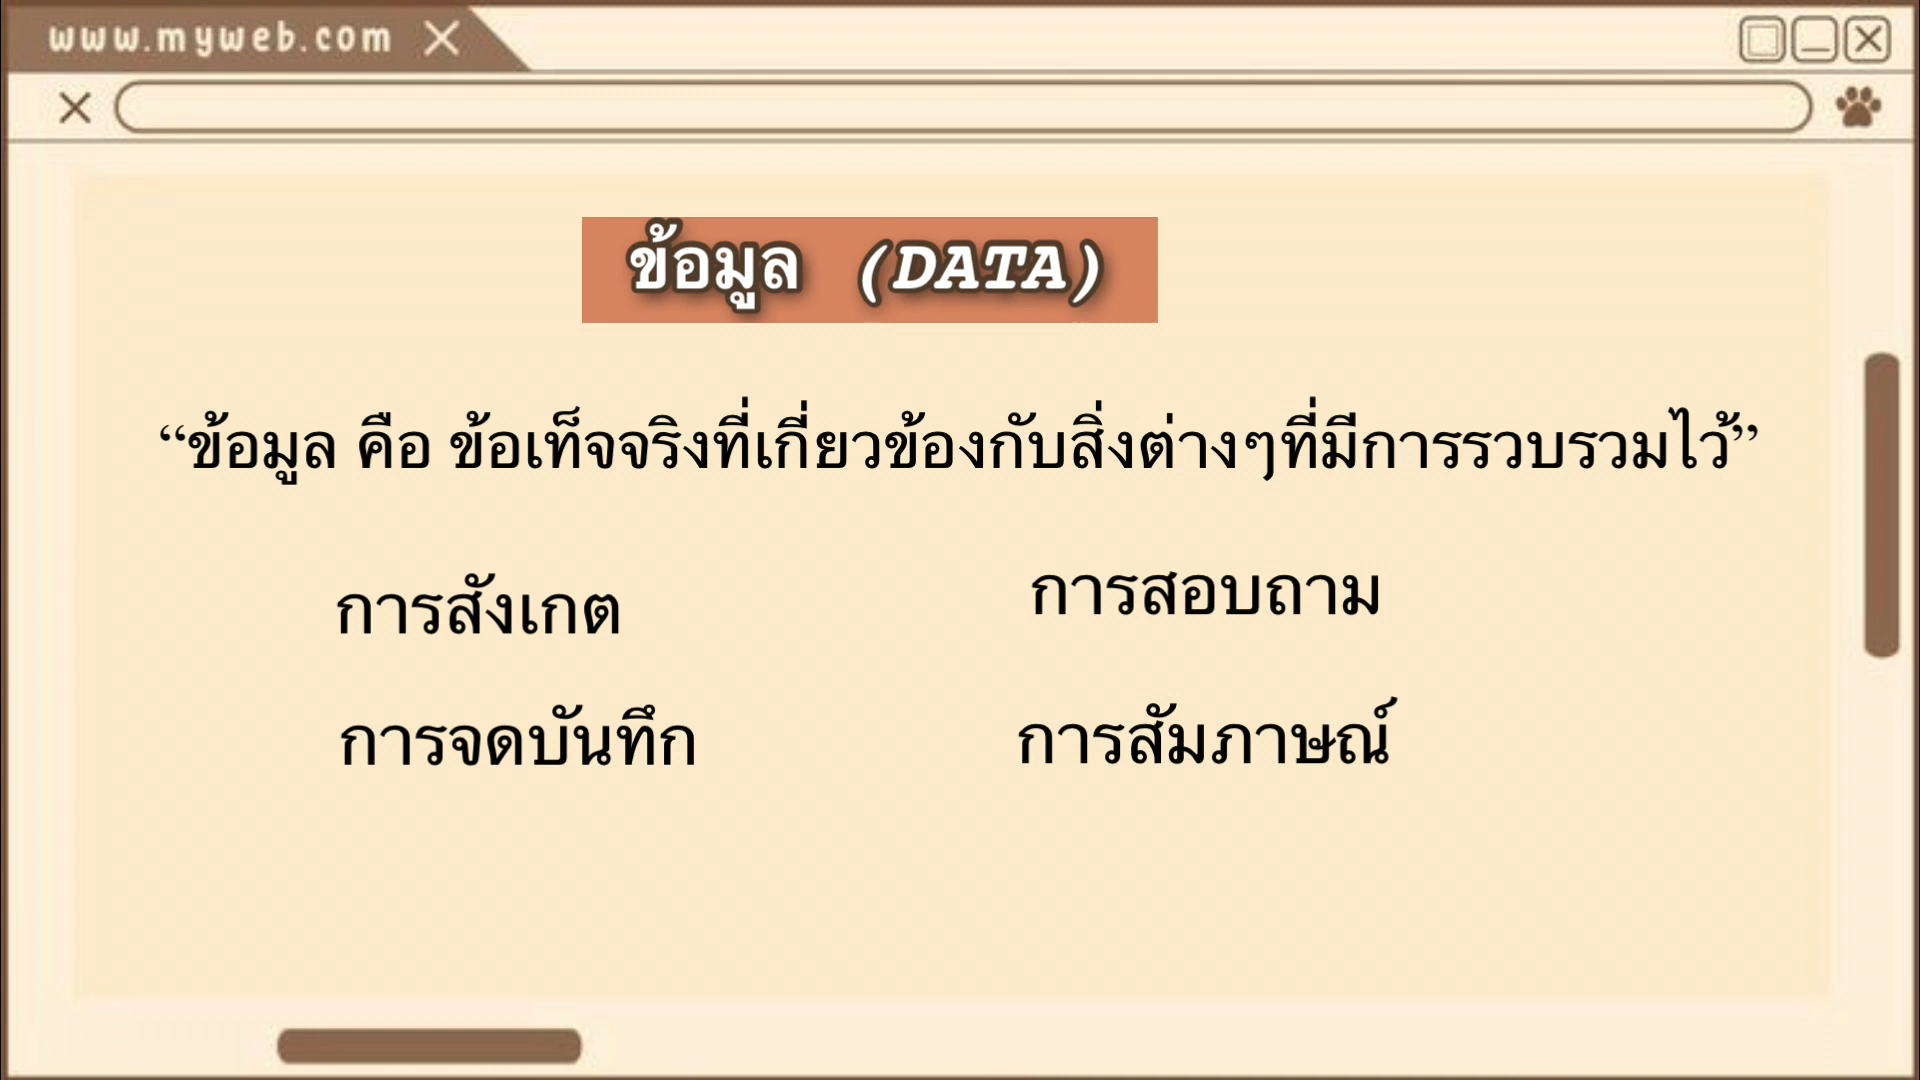 www.myweb.com
ข้อมูล (DATA)
“ข้อมูล คือ ข้อเท็จจริงที่เกี่ยวข้องกับสิ่งต่างๆที่มีการรวบรวมไว้”
การสังเกต
การสอบถาม
การจดบันทึก
การสัมภาษณ์